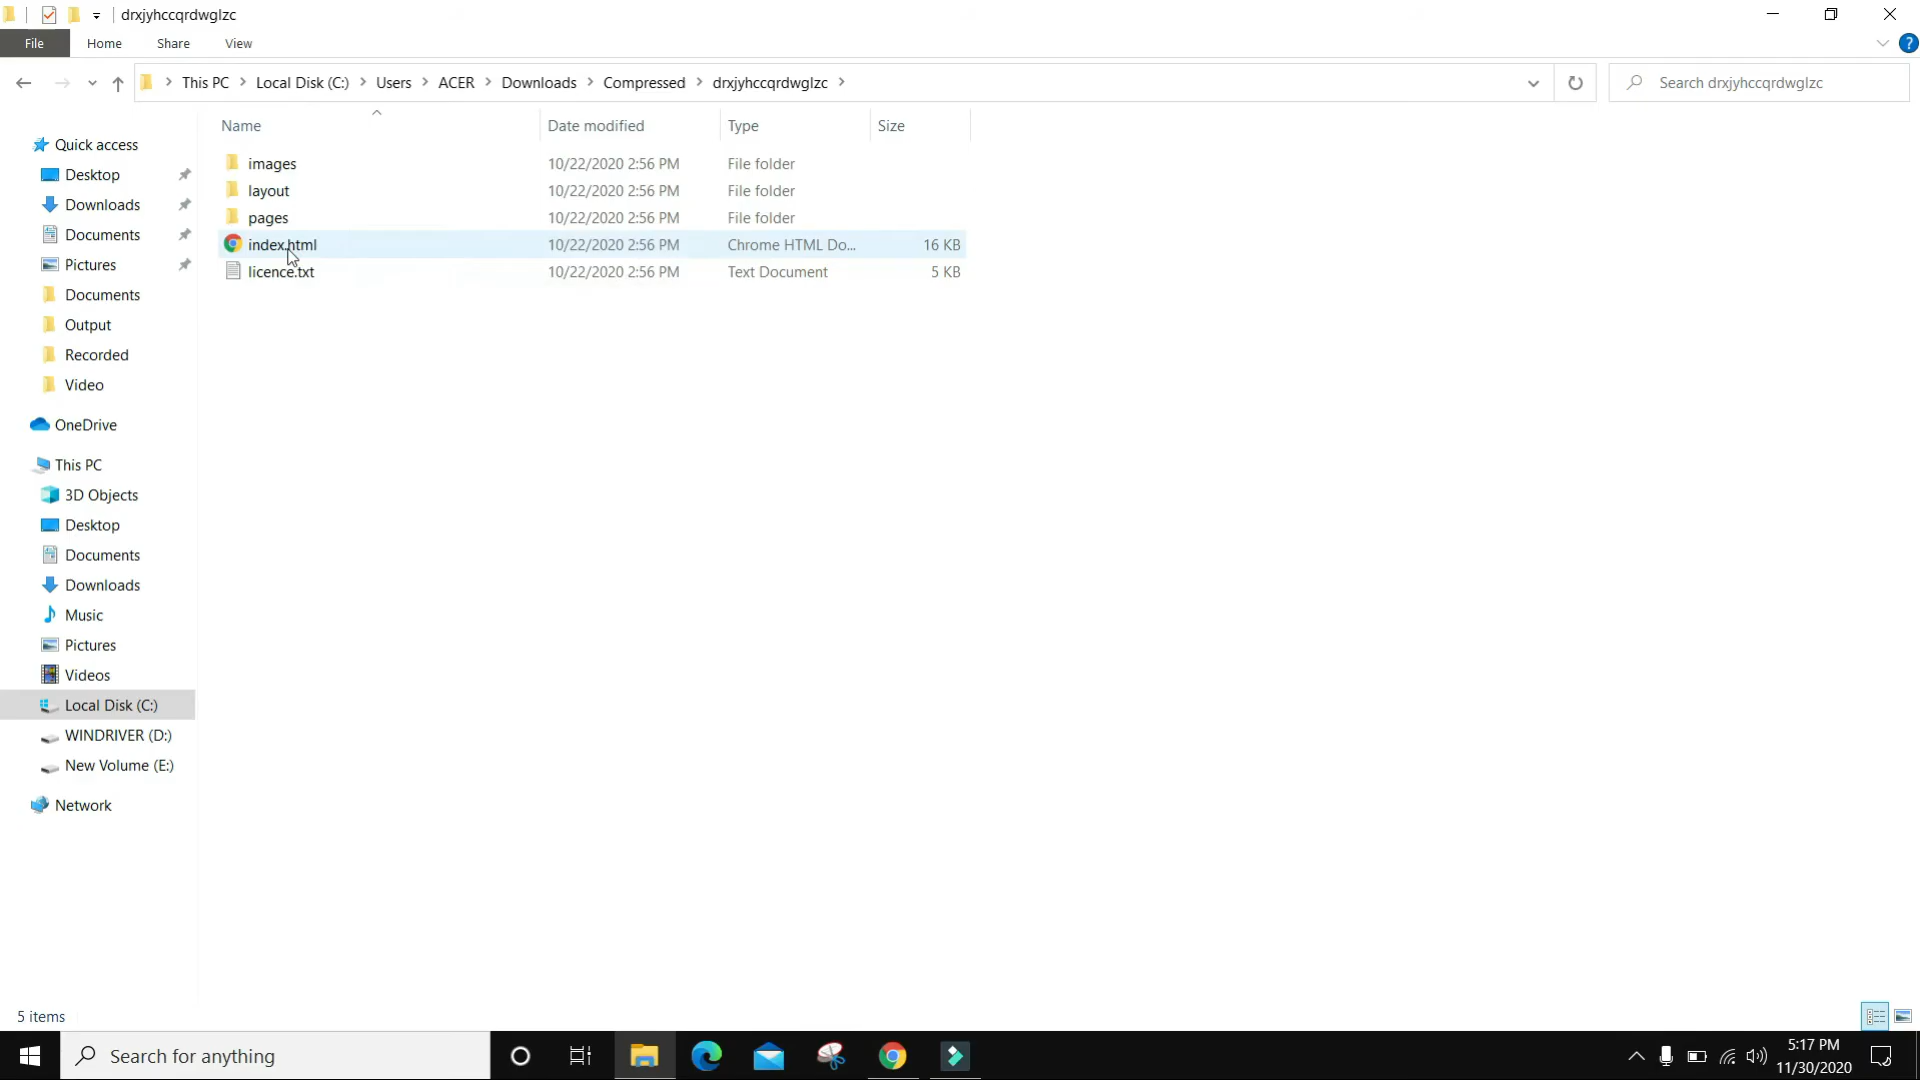 drxjyhccqrdwglzc
File Home Share View
This PC Local Disk (C:) Users ACER Downloads Compressed drxjyhccqrdwglzc Search drxjyhccqrdwglzc
Name Date modified Type Size
images 10/22/2020 2:56 PM File folder
layout 10/22/2020 2:56 PM File folder
pages 10/22/2020 2:56 PM File folder
index.html 10/22/2020 2:56 PM Chrome HTML Do... 16 KB
licence.txt 10/22/2020 2:56 PM Text Document 5 KB
Quick access
Desktop
Downloads
Documents
Pictures
Documents
Output
Recorded
Video
OneDrive
This PC
3D Objects
Desktop
Documents
Downloads
Music
Pictures
Videos
Local Disk (C:)
WINDRIVER (D:)
New Volume (E:)
Network
5 items
Search for anything
5:17 PM
11/30/2020